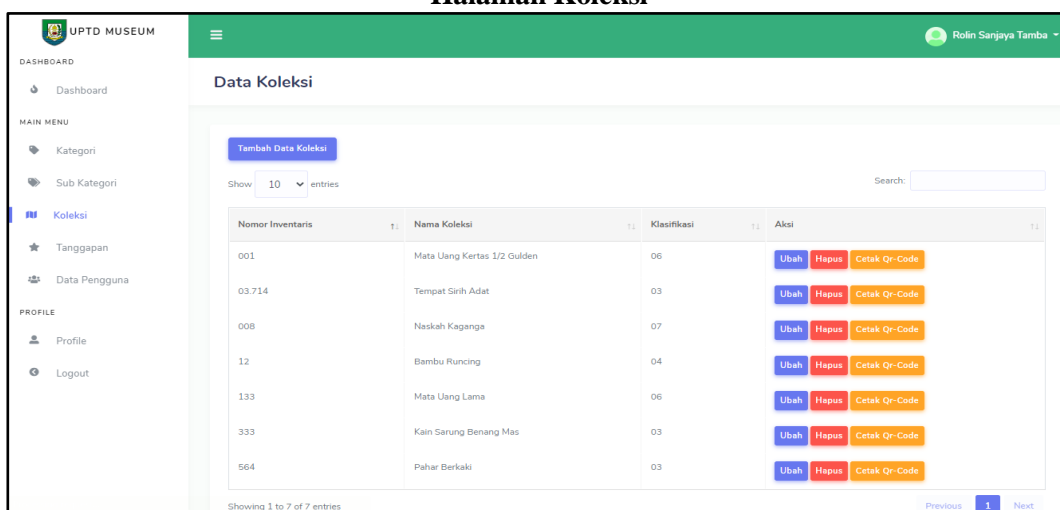 Halaman Koleksi
UPTD MUSEUM
Rolin Sanjaya Tamba
DASHBOARD
Dashboard
MAIN MENU
Kategori
Sub Kategori
Koleksi
Tanggapan
Data Pengguna
PROFILE
Profile
Logout
Data Koleksi
Tambah Data Koleksi
Show 10 entries
Search:
Nomor Inventaris Nama Koleksi Klasifikasi Aksi
001 Mata Uang Kertas 1/2 Gulden 06 Ubah Hapus Cetak Qr-Code
03.714 Tempat Sirih Adat 03 Ubah Hapus Cetak Qr-Code
008 Naskah Kaganga 07 Ubah Hapus Cetak Qr-Code
12 Bambu Runcing 04 Ubah Hapus Cetak Qr-Code
133 Mata Uang Lama 06 Ubah Hapus Cetak Qr-Code
333 Kain Sarung Benang Mas 03 Ubah Hapus Cetak Qr-Code
564 Pahar Berkaki 03 Ubah Hapus Cetak Qr-Code
Showing 1 to 7 of 7 entries
Previous 1 Next